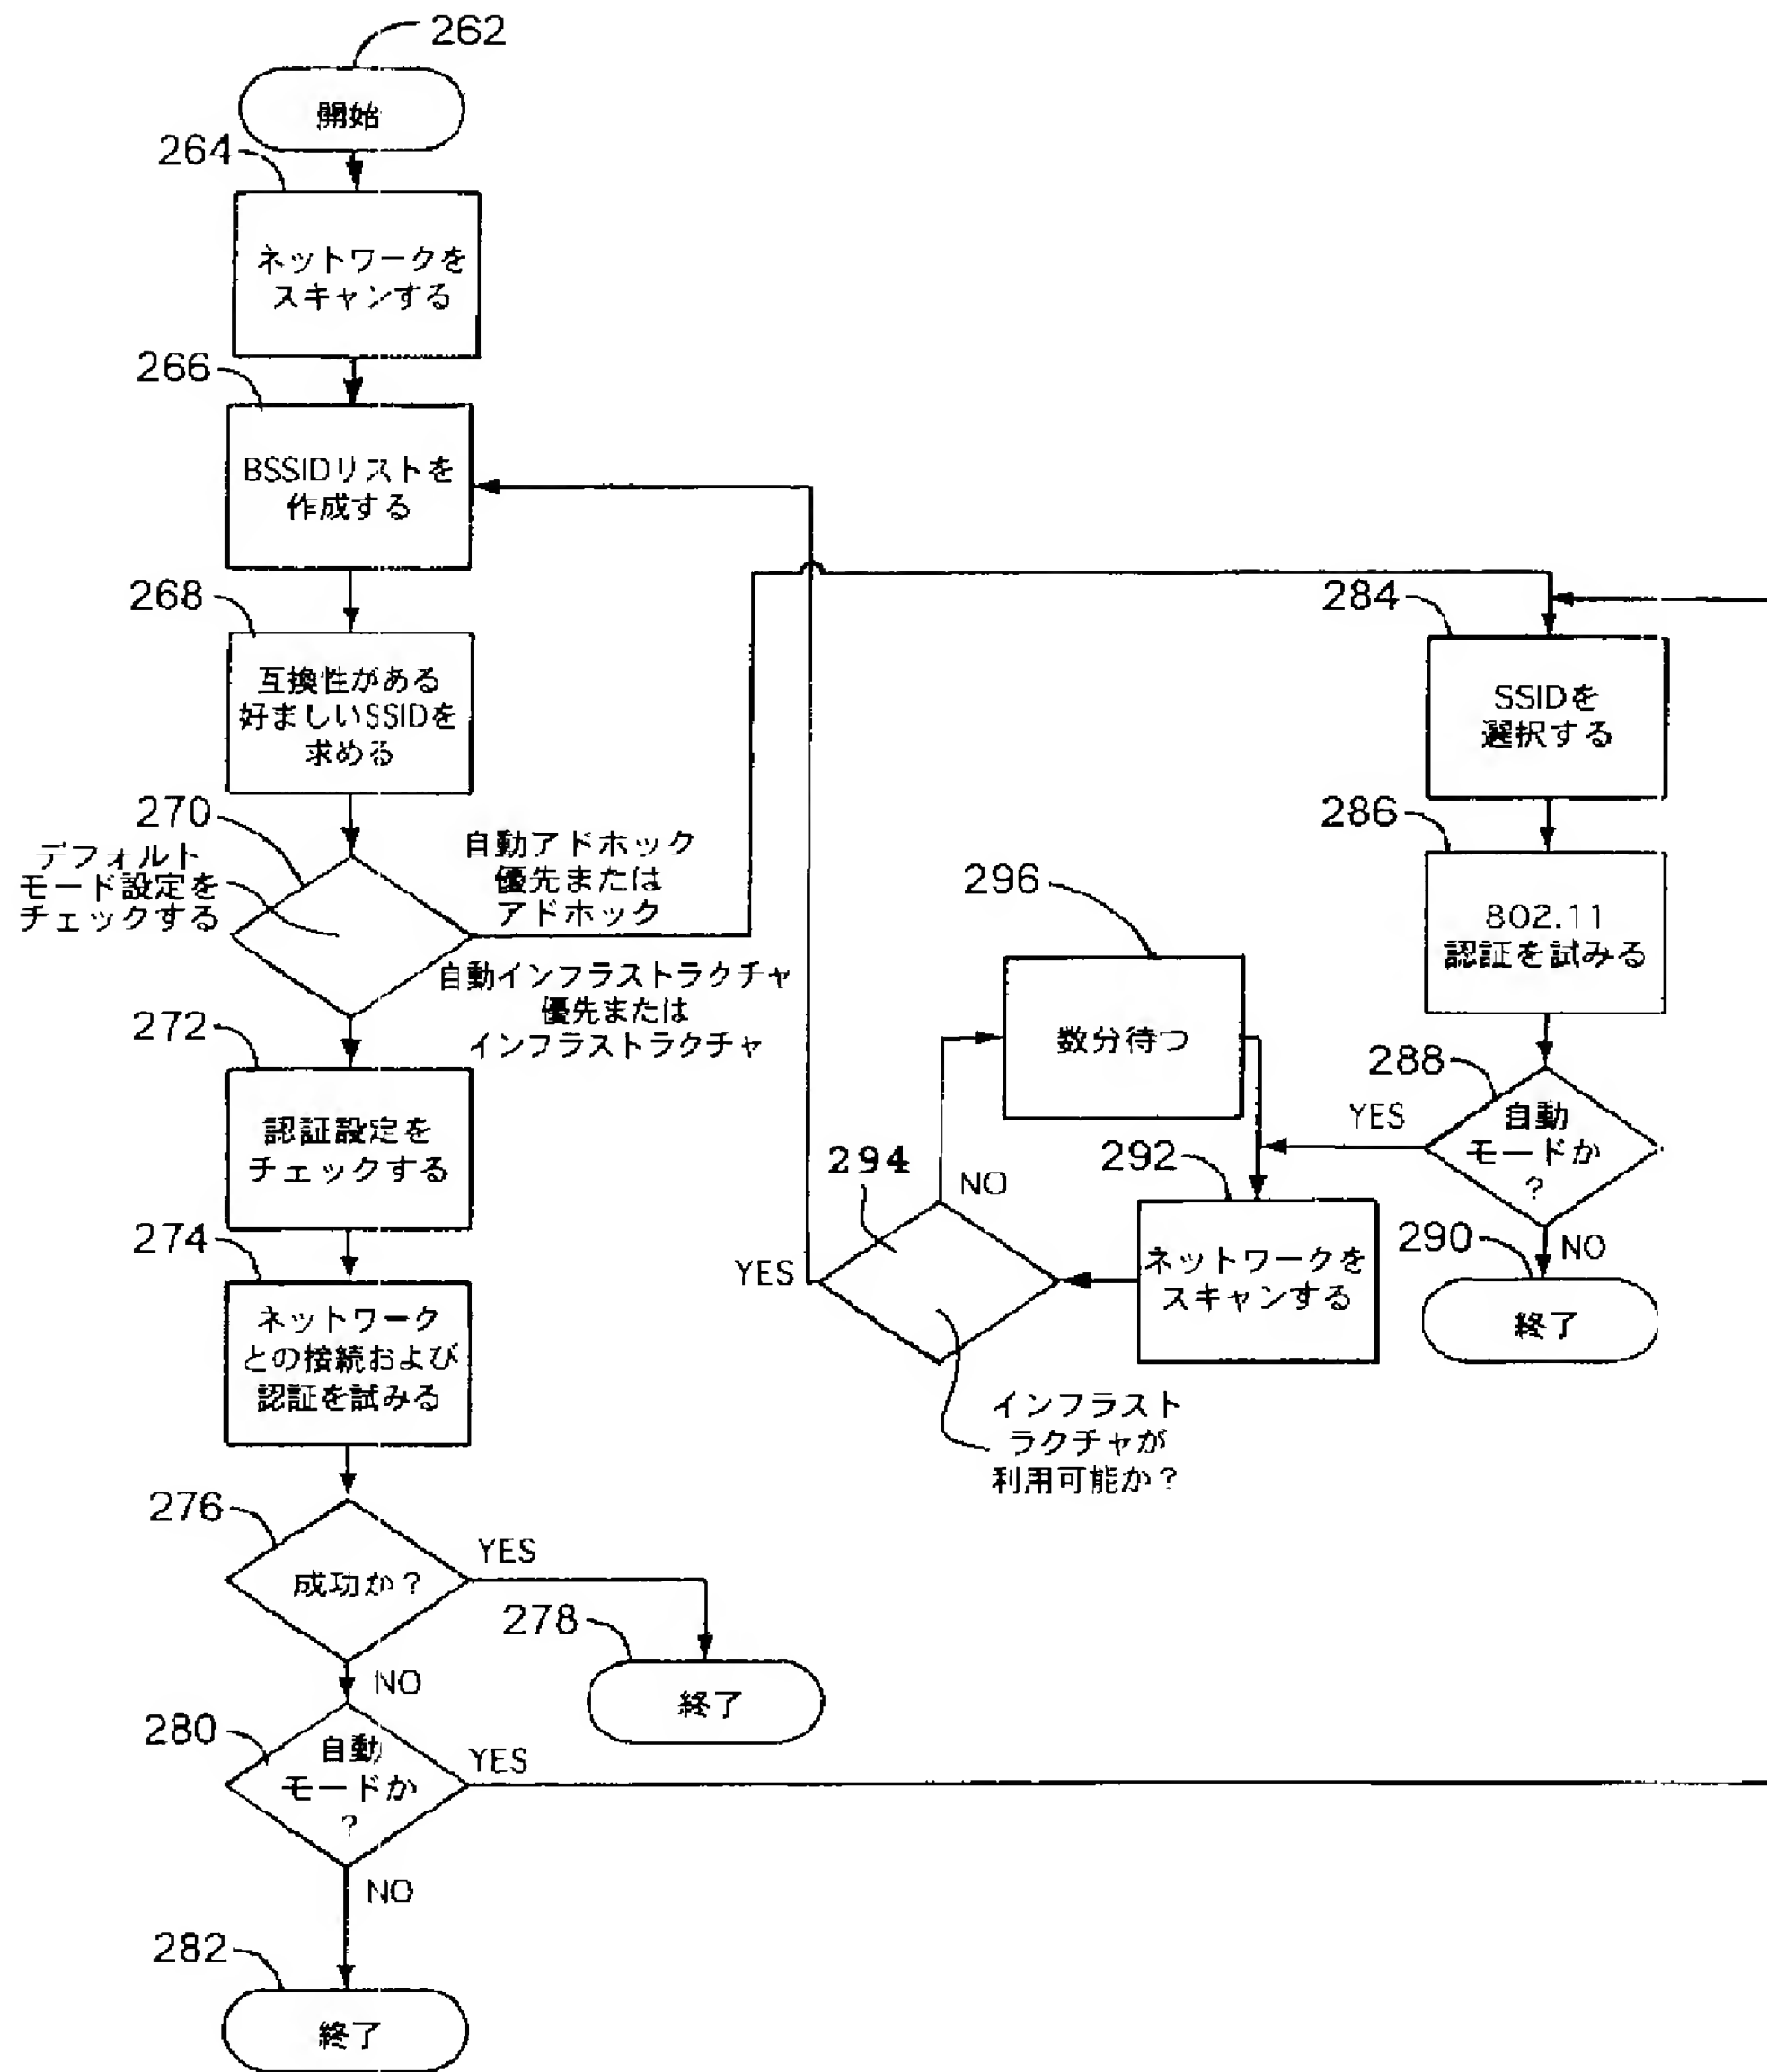 262
開始
264
ネットワークを
スキャンする
266
BSSIDリストを
作成する
268
互換性がある
好ましいSSIDを
求める
270
デフォルト
モード設定を
チェックする
自動アドホック
優先または
アドホック
自動インフラストラクチャ
優先または
インフラストラクチャ
272
認証設定を
チェックする
274
ネットワーク
との接続および
認証を試みる
276
成功か？
YES
278
終了
NO
280
自動
モードか
？
YES
NO
282
終了
284
SSIDを
選択する
286
802.11
認証を試みる
288
自動
モードか
？
YES
NO
290
終了
292
ネットワークを
スキャンする
294
インフラスト
ラクチャが
利用可能か？
YES
NO
296
数分待つ